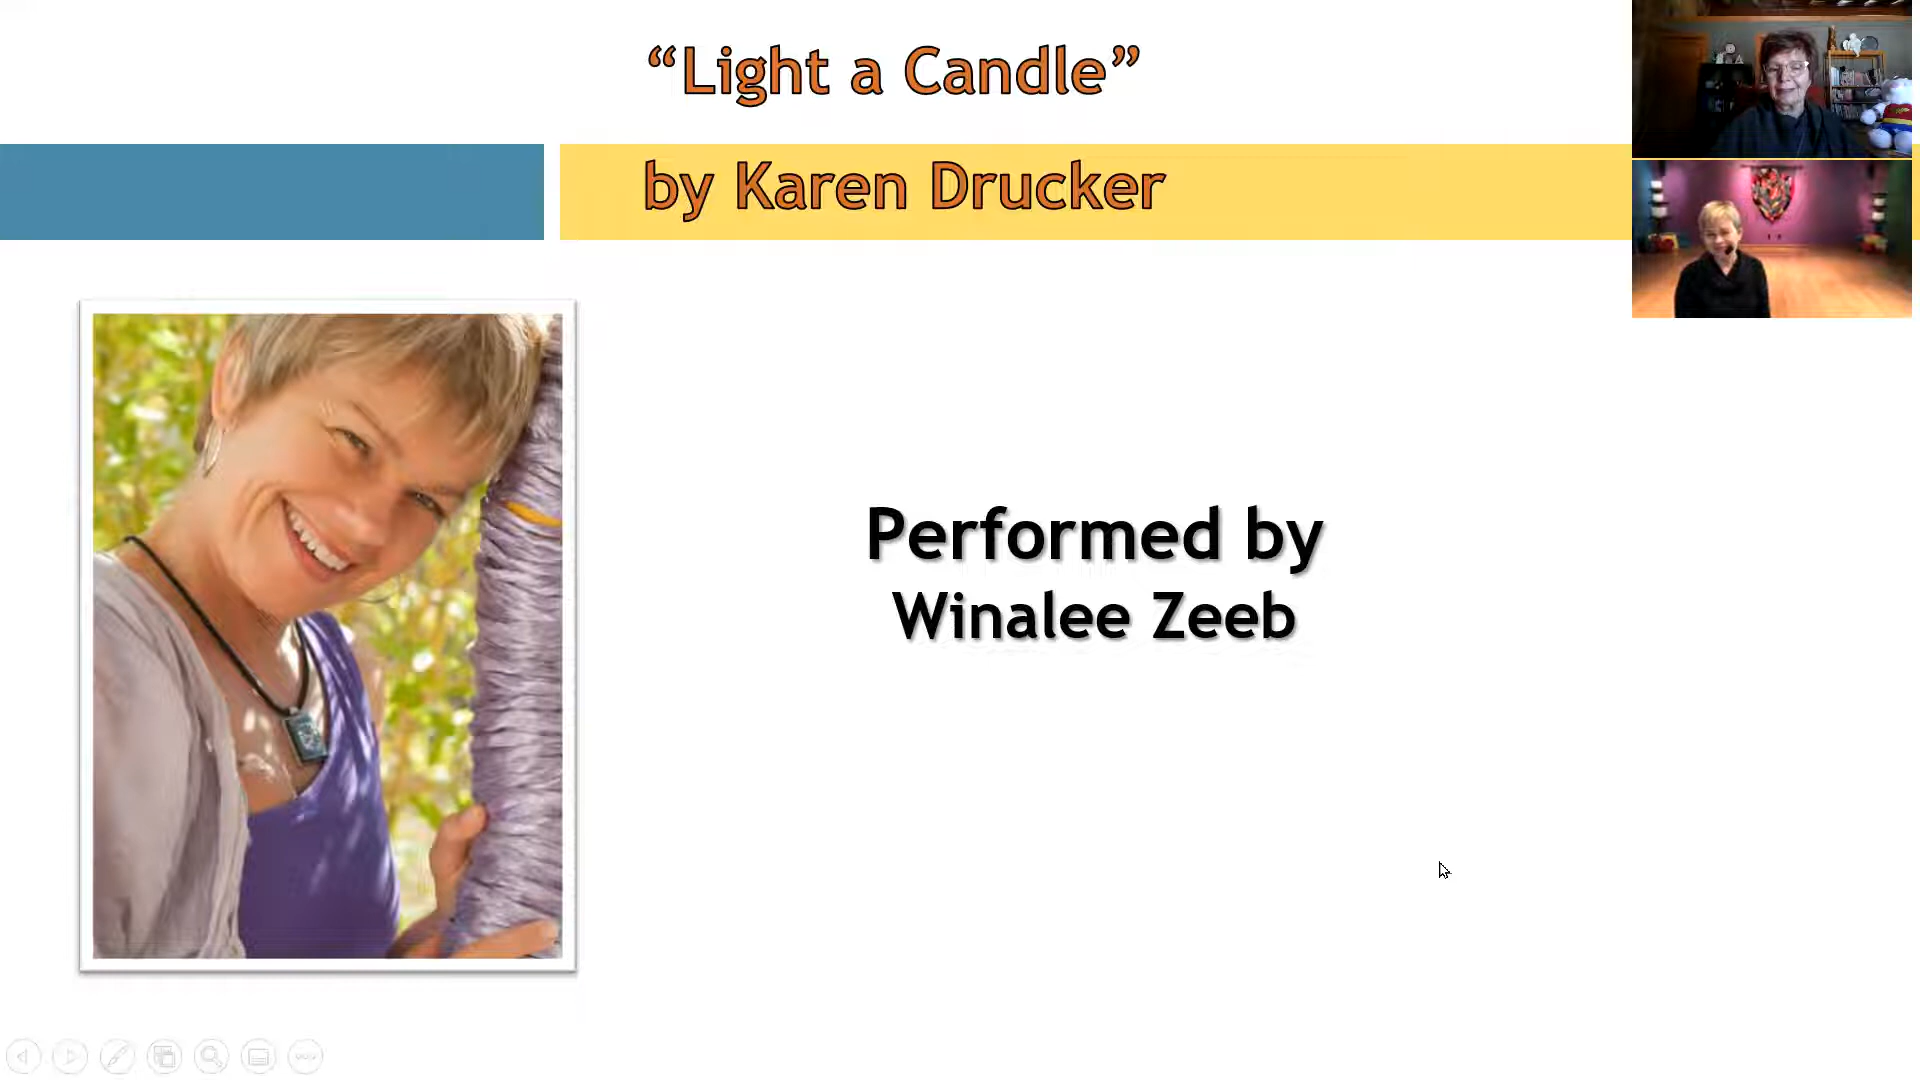 “Light a Candle”
by Karen Drucker
Performed by
Winalee Zeeb